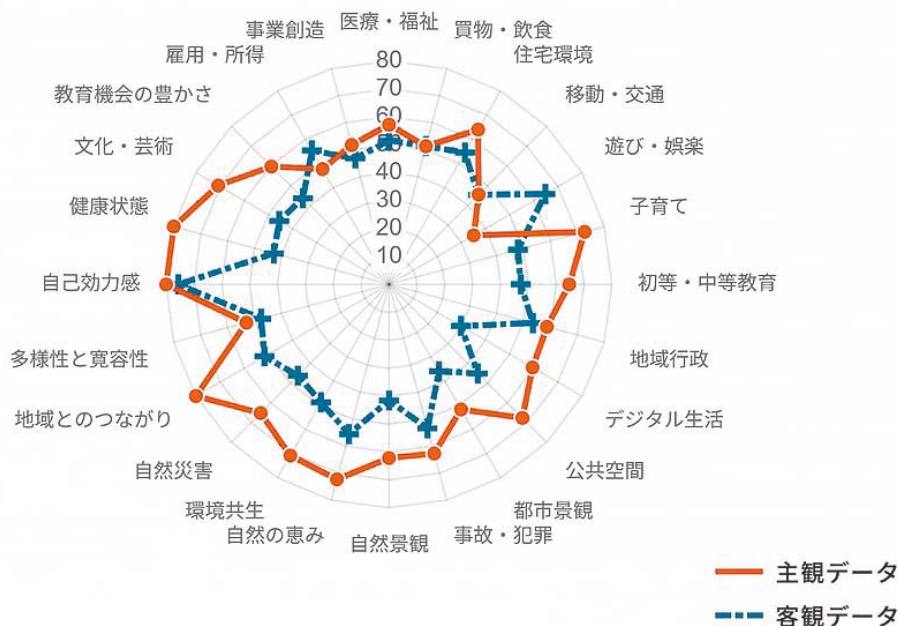 医療・福祉
買物・飲食
住宅環境
移動・交通
遊び・娯楽
子育て
初等・中等教育
地域行政
デジタル生活
公共空間
都市景観
事故・犯罪
自然景観
自然の恵み
環境共生
自然災害
地域とのつながり
多様性と寛容性
自己効力感
健康状態
文化・芸術
教育機会の豊かさ
雇用・所得
事業創造
80
70
60
50
40
30
20
10
主観データ
客観データ